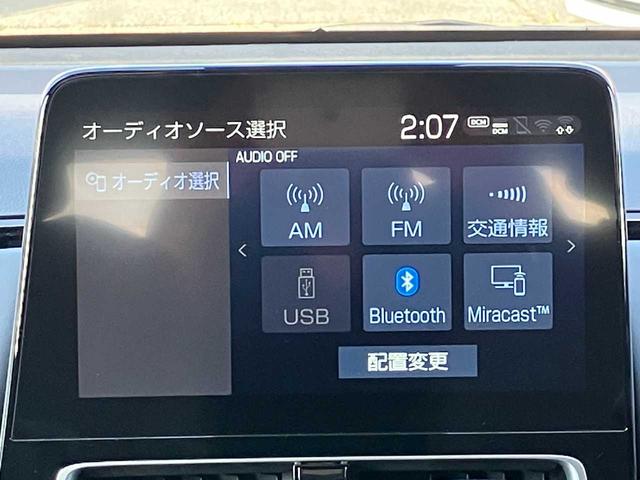 オーディオソース選択
2:07
DCM
DCM
AUDIO OFF
オーディオ選択
AM
FM
交通情報
USB
Bluetooth
Miracast™
配置変更